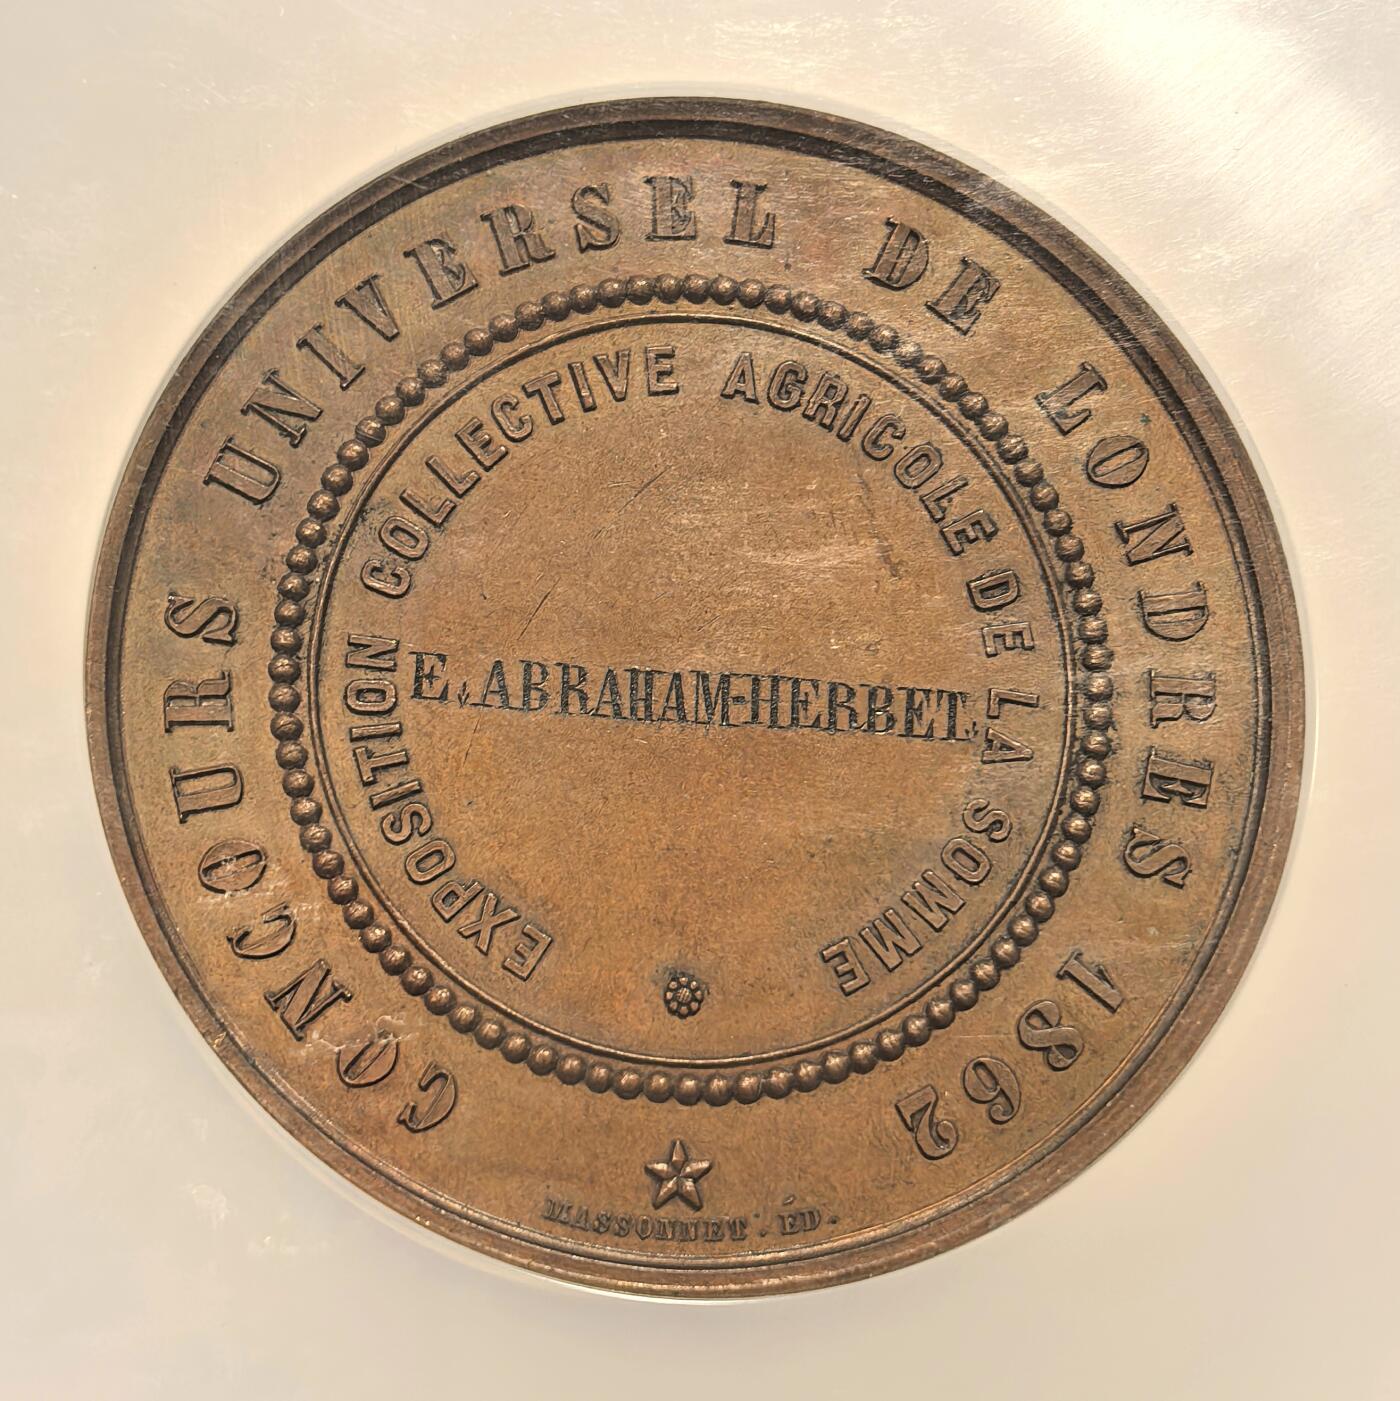 CONCOURS UNIVERSEL DE LONDRES 1862
EXPOSITION COLLECTIVE AGRICOLE DE LA SOMME
E. ABRAHAM-HERBET.
MASSONNET. ÉD.